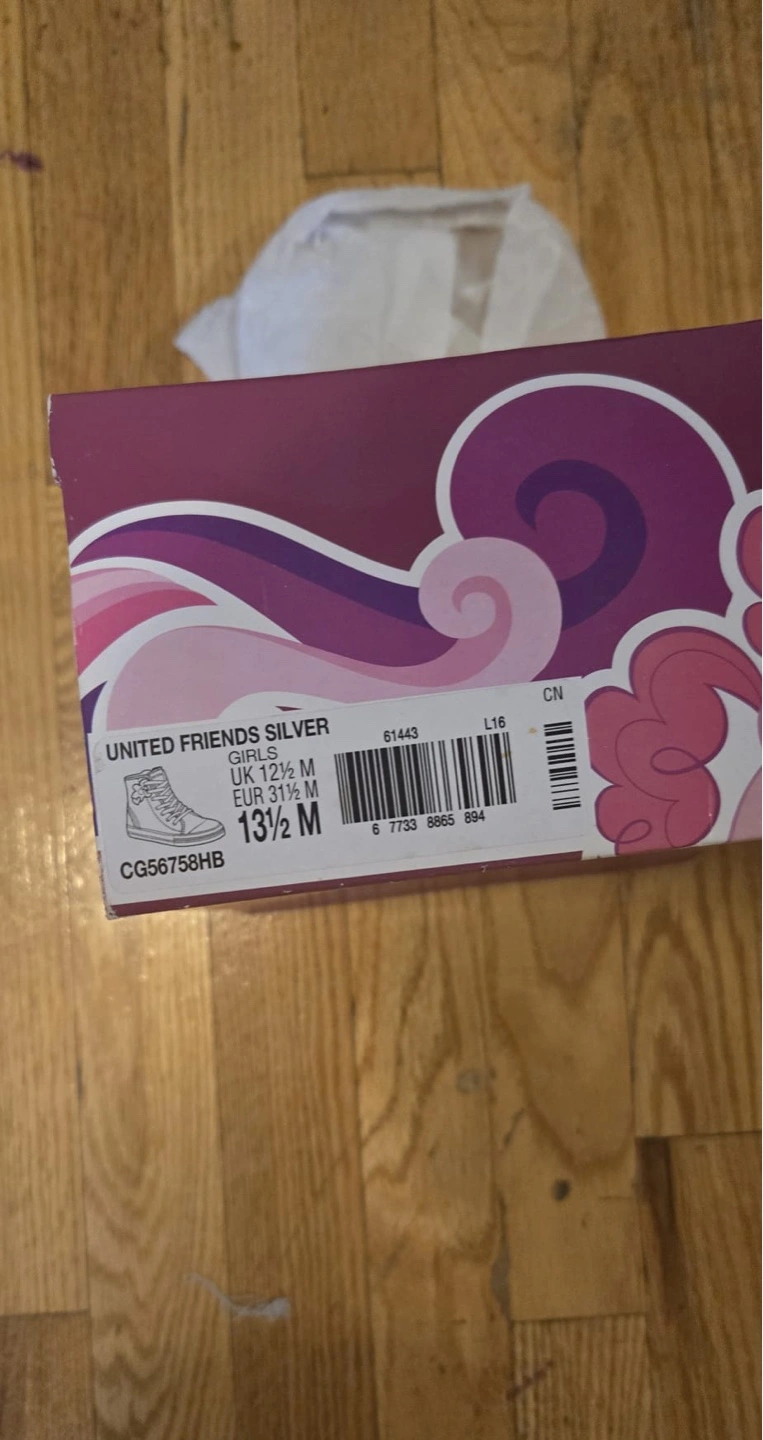 UNITED FRIENDS SILVER
GIRLS
UK 12½ M
EUR 31½ M
13½ M
CG56758HB
61443
L16
6 7733 8865 894
CN